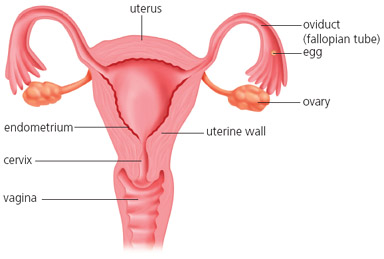 uterus
oviduct
(fallopian tube)
egg
ovary
endometrium
uterine wall
cervix
vagina